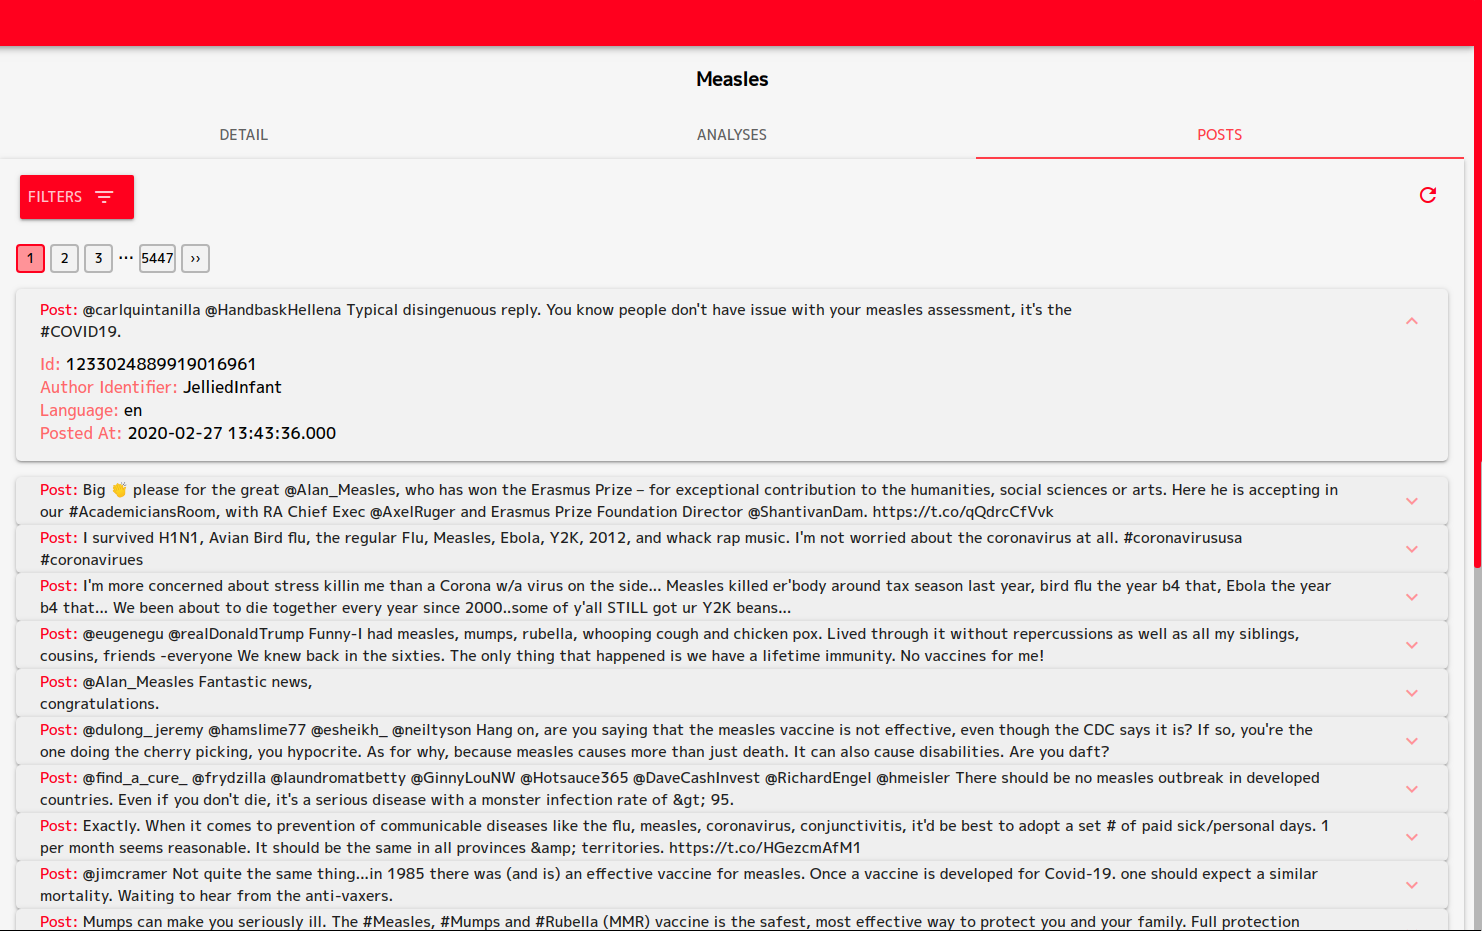 Measles
DETAIL ANALYSES POSTS
FILTERS
1 2 3 ... 5447 ››
Post: @carlquintanilla @HandbaskHellena Typical disingenuous reply. You know people don't have issue with your measles assessment, it's the
#COVID19.
Id: 1233024889919016961
Author Identifier: JelliedInfant
Language: en
Posted At: 2020-02-27 13:43:36.000
Post: Big 👏 please for the great @Alan_Measles, who has won the Erasmus Prize – for exceptional contribution to the humanities, social sciences or arts. Here he is accepting in
our #AcademiciansRoom, with RA Chief Exec @AxelRuger and Erasmus Prize Foundation Director @ShantivanDam. https://t.co/qQdrcCfVvk
Post: I survived H1N1, Avian Bird flu, the regular Flu, Measles, Ebola, Y2K, 2012, and whack rap music. I'm not worried about the coronavirus at all. #coronavirususa
#coronavirues
Post: I'm more concerned about stress killin me than a Corona w/a virus on the side... Measles killed er'body around tax season last year, bird flu the year b4 that, Ebola the year
b4 that... We been about to die together every year since 2000..some of y'all STILL got ur Y2K beans...
Post: @eugenegu @realDonaldTrump Funny-I had measles, mumps, rubella, whooping cough and chicken pox. Lived through it without repercussions as well as all my siblings,
cousins, friends -everyone We knew back in the sixties. The only thing that happened is we have a lifetime immunity. No vaccines for me!
Post: @Alan_Measles Fantastic news,
congratulations.
Post: @dulong_jeremy @hamslime77 @esheikh_ @neiltyson Hang on, are you saying that the measles vaccine is not effective, even though the CDC says it is? If so, you're the
one doing the cherry picking, you hypocrite. As for why, because measles causes more than just death. It can also cause disabilities. Are you daft?
Post: @find_a_cure_ @frydzilla @laundromatbetty @GinnyLouNW @Hotsauce365 @DaveCashInvest @RichardEngel @hmeisler There should be no measles outbreak in developed
countries. Even if you don't die, it's a serious disease with a monster infection rate of &gt; 95.
Post: Exactly. When it comes to prevention of communicable diseases like the flu, measles, coronavirus, conjunctivitis, it'd be best to adopt a set # of paid sick/personal days. 1
per month seems reasonable. It should be the same in all provinces &amp; territories. https://t.co/HGezcmAfM1
Post: @jimcramer Not quite the same thing...in 1985 there was (and is) an effective vaccine for measles. Once a vaccine is developed for Covid-19. one should expect a similar
mortality. Waiting to hear from the anti-vaxers.
Post: Mumps can make you seriously ill. The #Measles, #Mumps and #Rubella (MMR) vaccine is the safest, most effective way to protect you and your family. Full protection